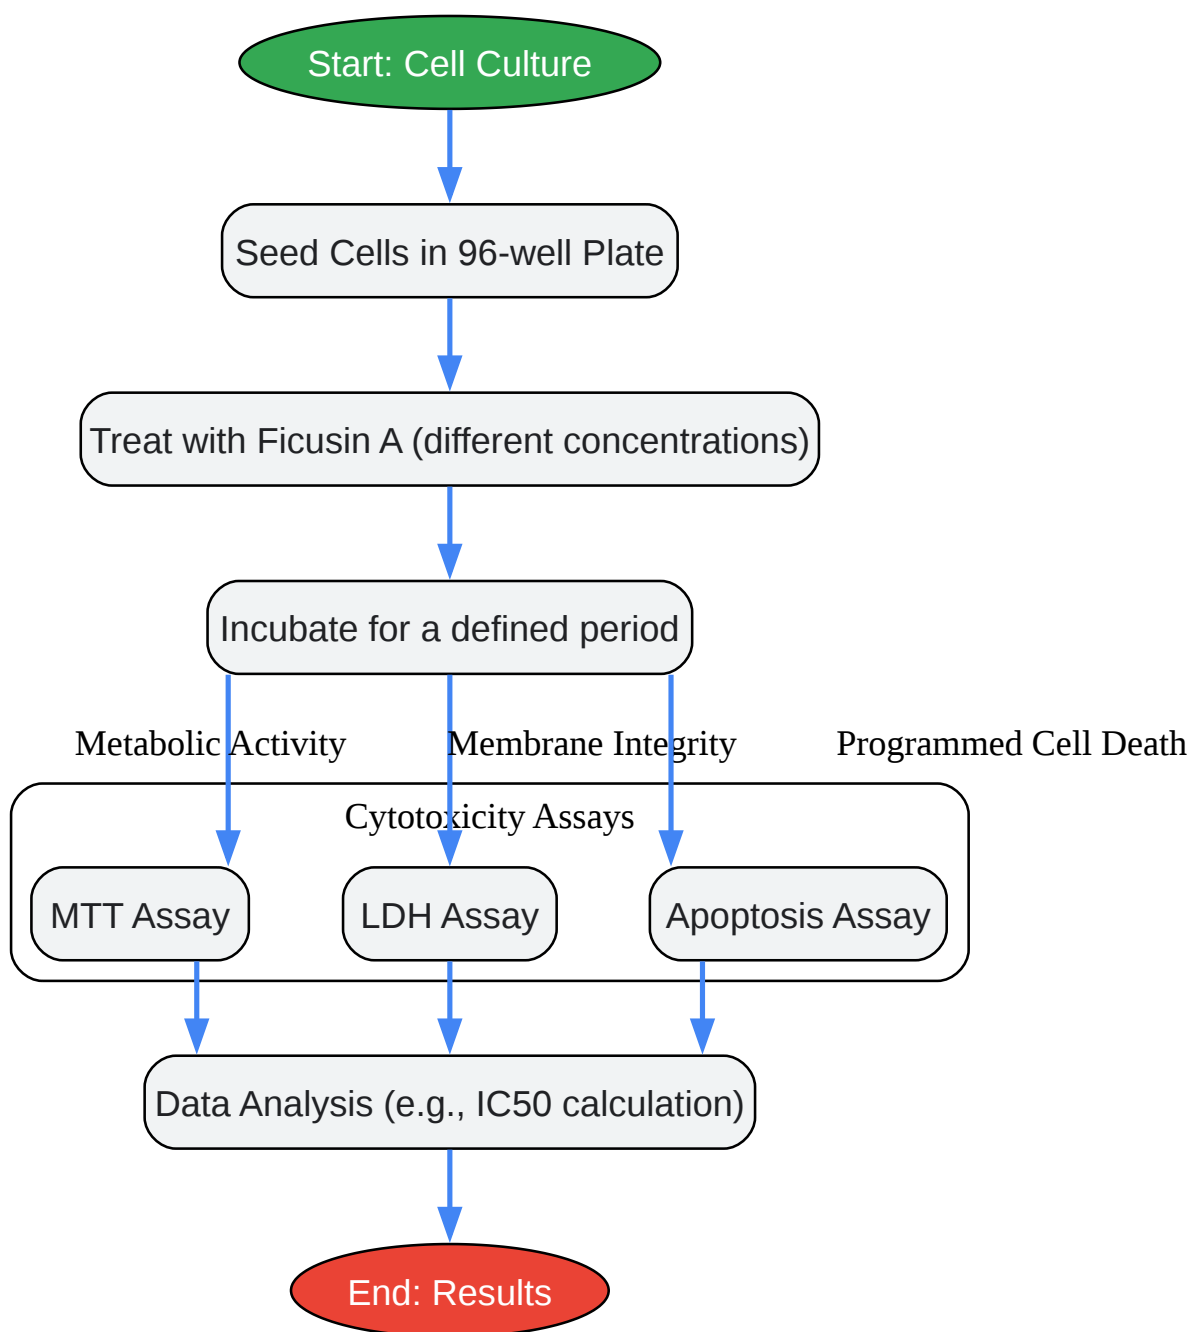 Start: Cell Culture
Seed Cells in 96-well Plate
Treat with Ficusin A (different concentrations)
Incubate for a defined period
Metabolic Activity
Membrane Integrity
Programmed Cell Death
Cytotoxicity Assays
MTT Assay
LDH Assay
Apoptosis Assay
Data Analysis (e.g., IC50 calculation)
End: Results